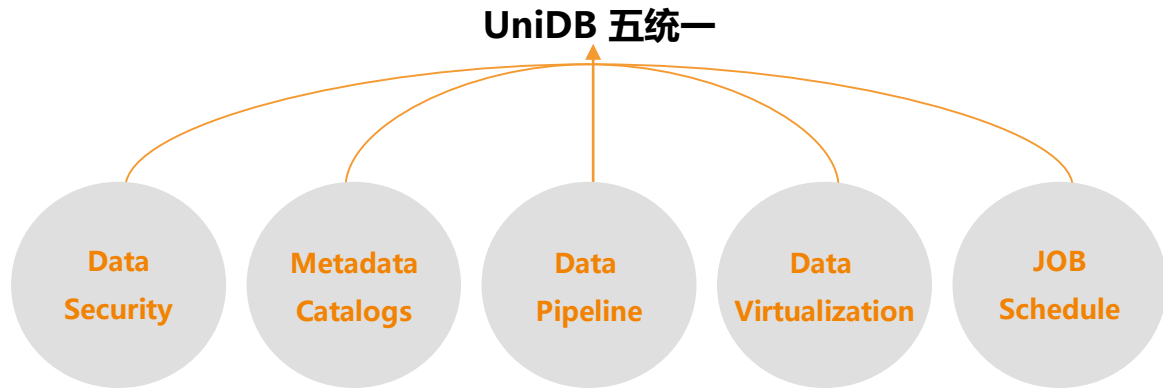 UniDB 五统一
Data
Security
Metadata
Catalogs
Data
Pipeline
Data
Virtualization
JOB
Schedule